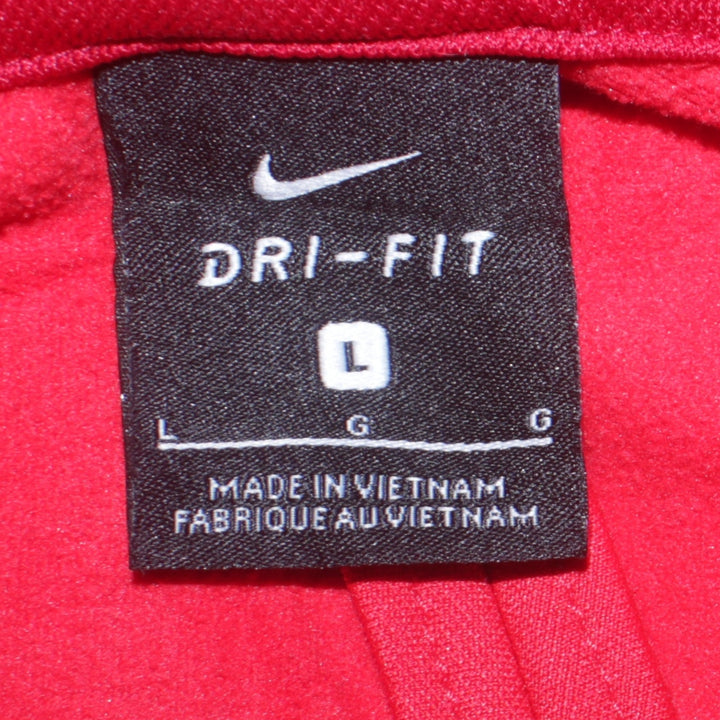 DRI-FIT
L
L G G
MADE IN VIETNAM
FABRIQUE AU VIETNAM